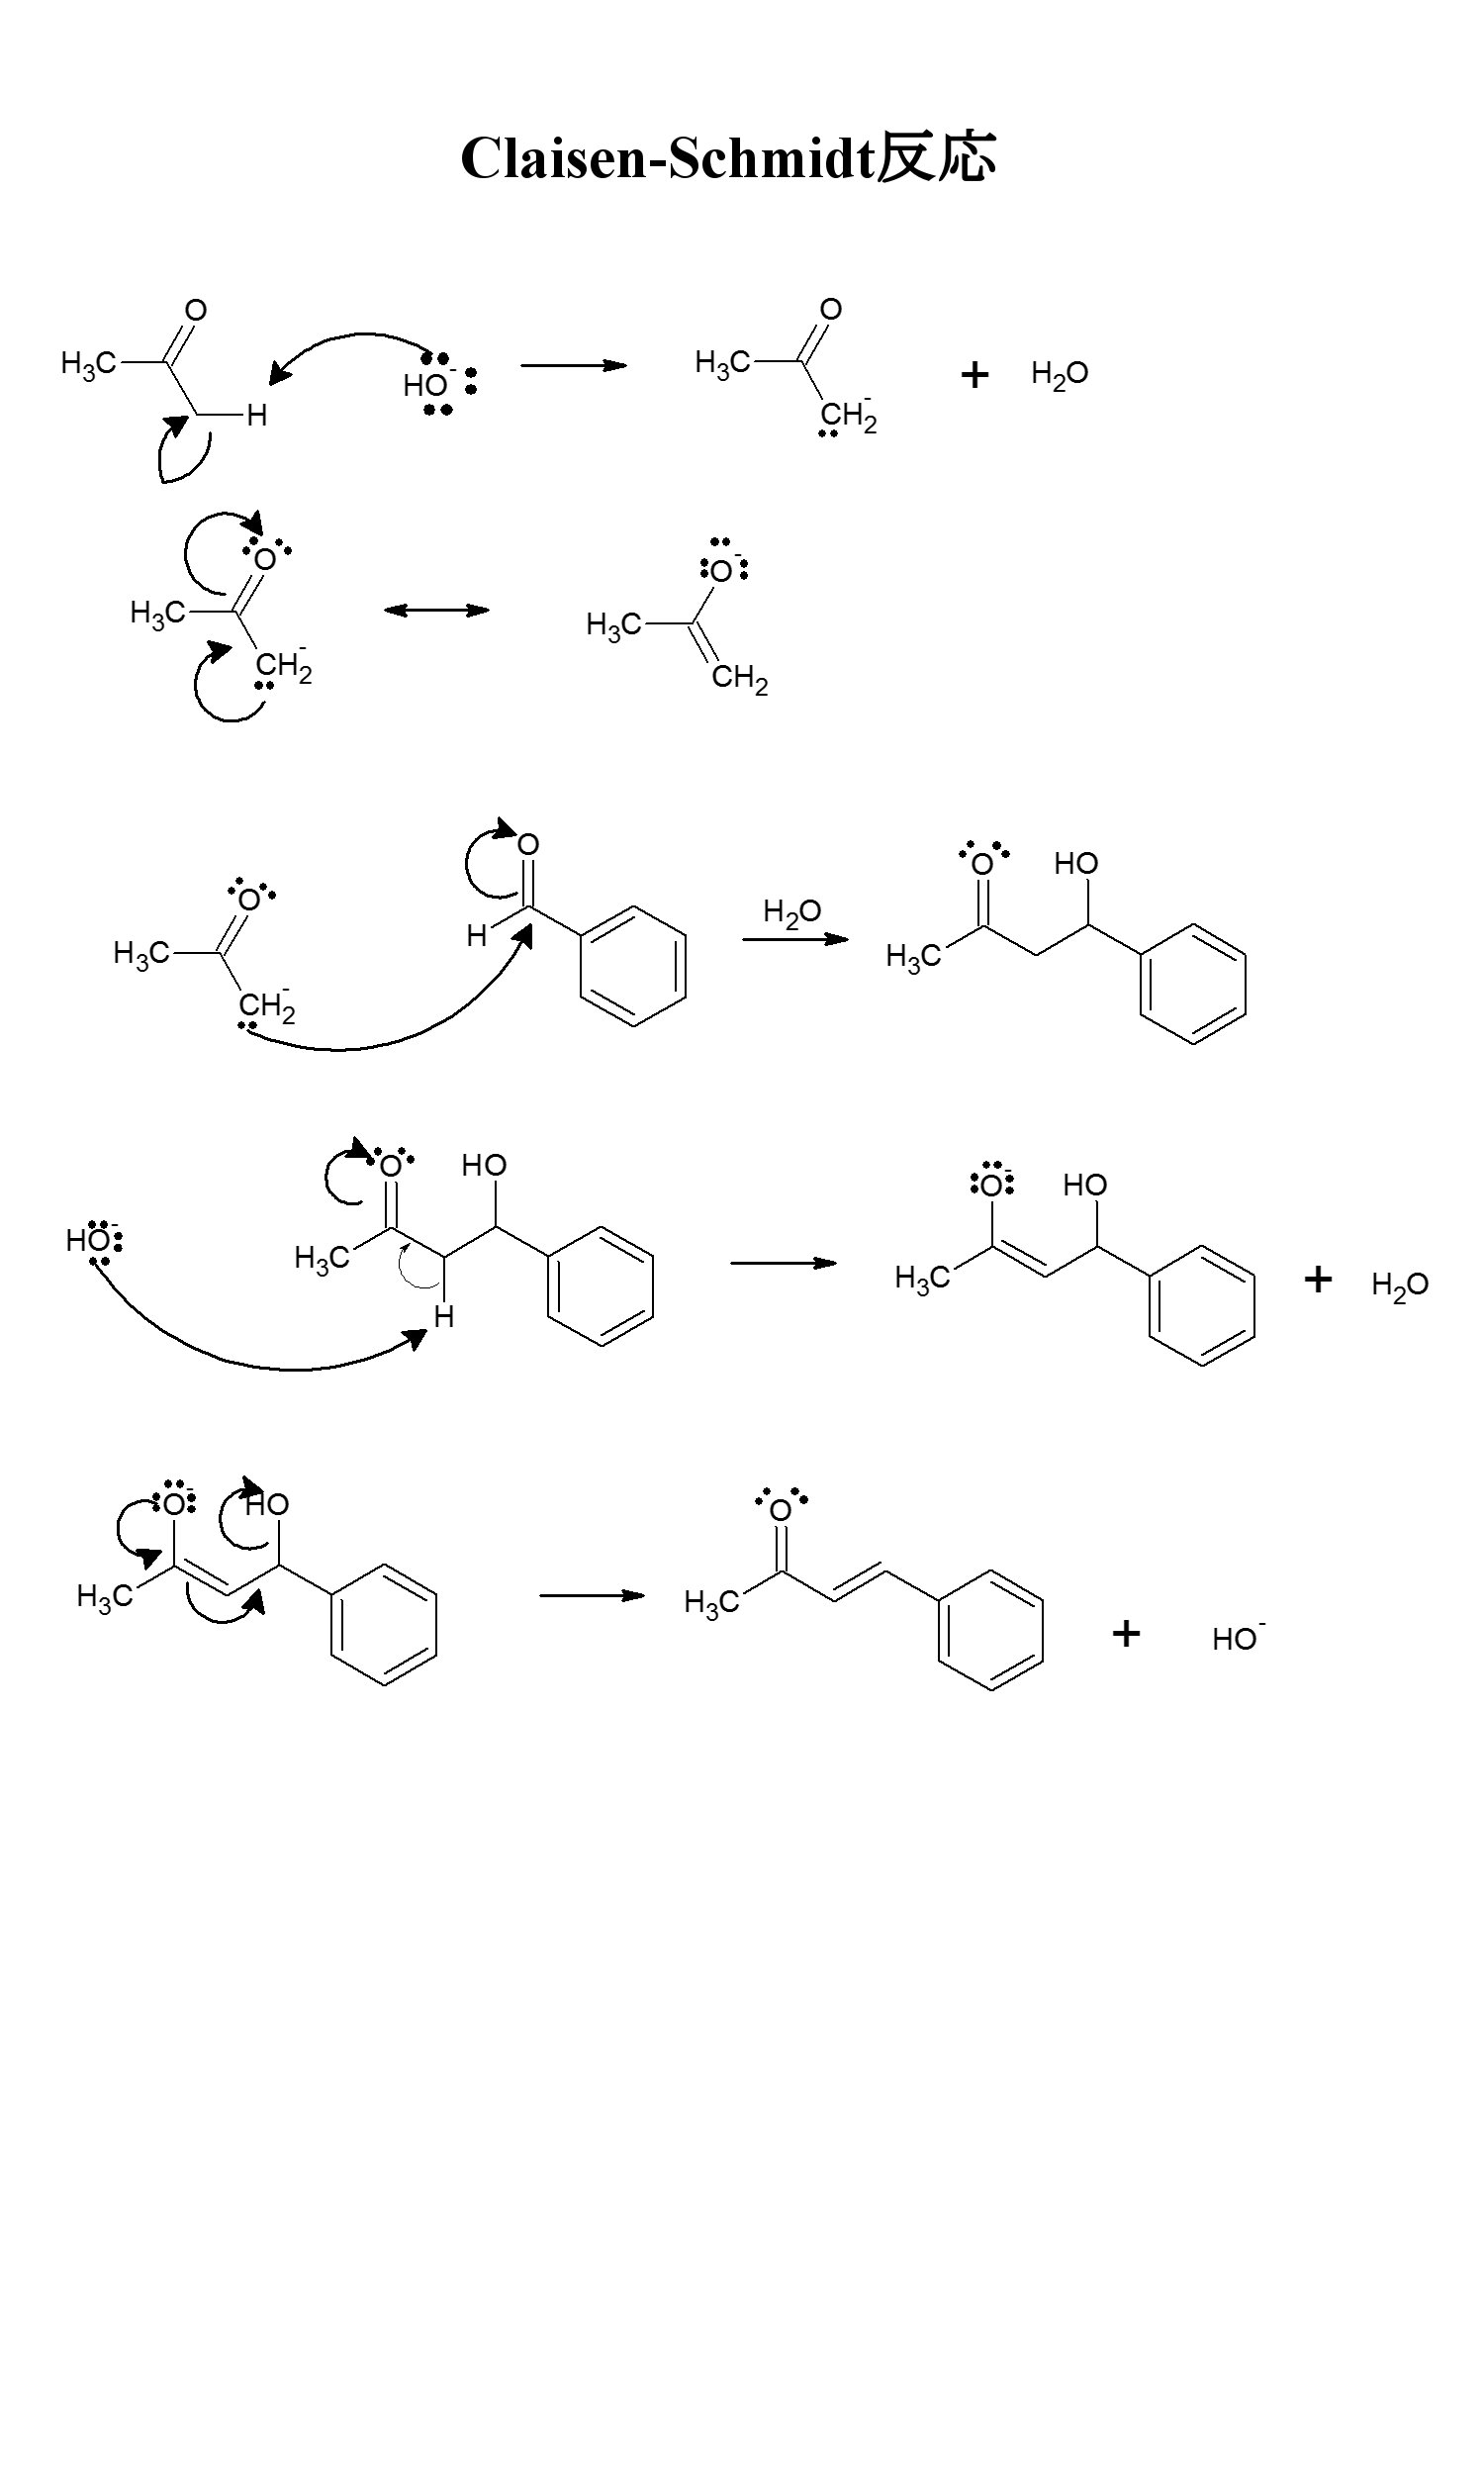 Claisen-Schmidt反応
O
H3C H HO- O H3C CH2- + H2O
O H3C CH2- O- H3C CH2
O H3C CH2- O H H2O O HO H3C
HO- O HO H3C H O- HO H3C + H2O
O- HO H3C O H3C + HO-